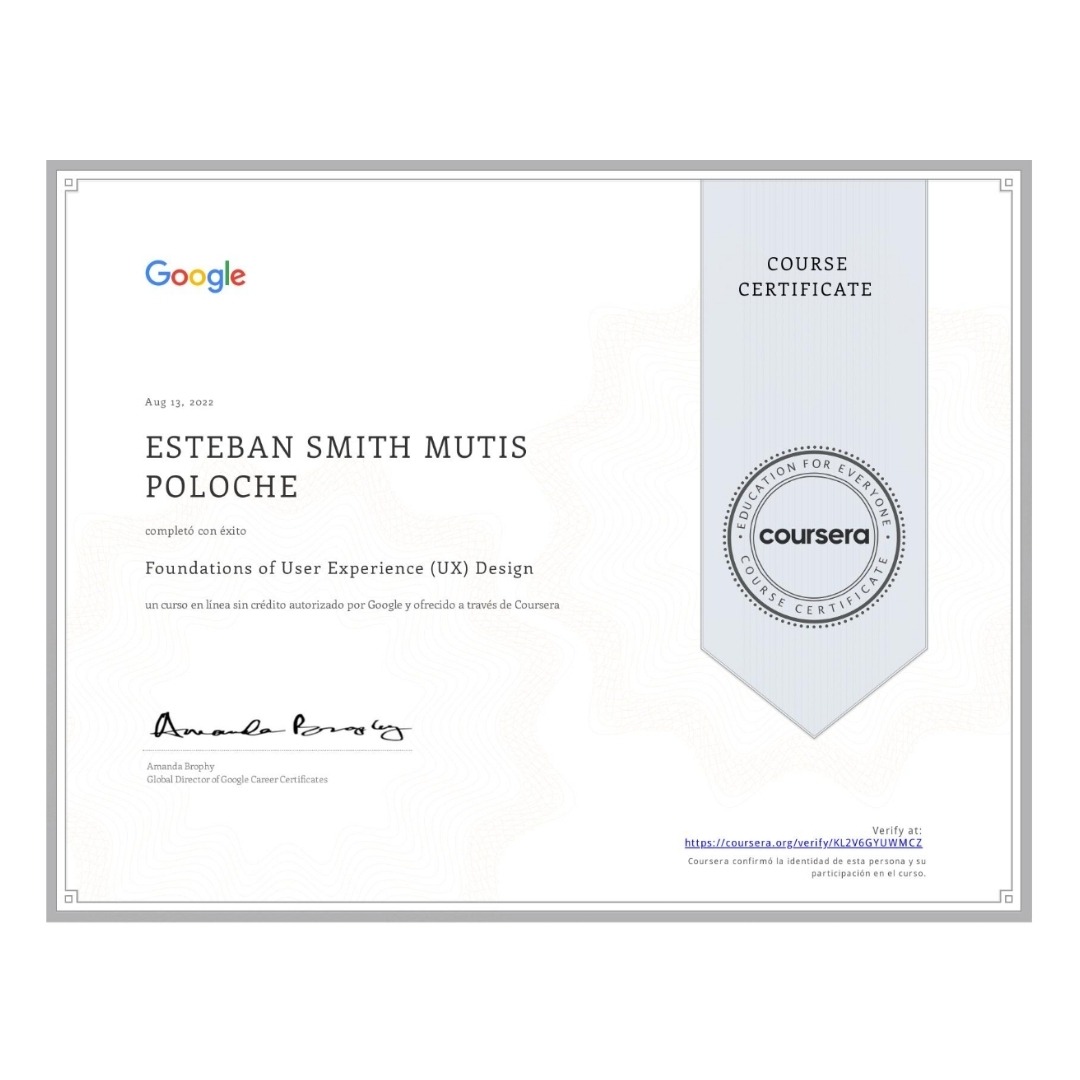 Google
COURSE
CERTIFICATE
Aug 13, 2022
ESTEBAN SMITH MUTIS
POLOCHE
completó con éxito
Foundations of User Experience (UX) Design
un curso en línea sin crédito autorizado por Google y ofrecido a través de Coursera
EDUCATION FOR EVERYONE
coursera
COURSE CERTIFICATE
Amanda Brophy
Amanda Brophy
Global Director of Google Career Certificates
Verify at:
https://coursera.org/verify/KL2V6GYUWMCZ
Coursera confirmó la identidad de esta persona y su
participación en el curso.